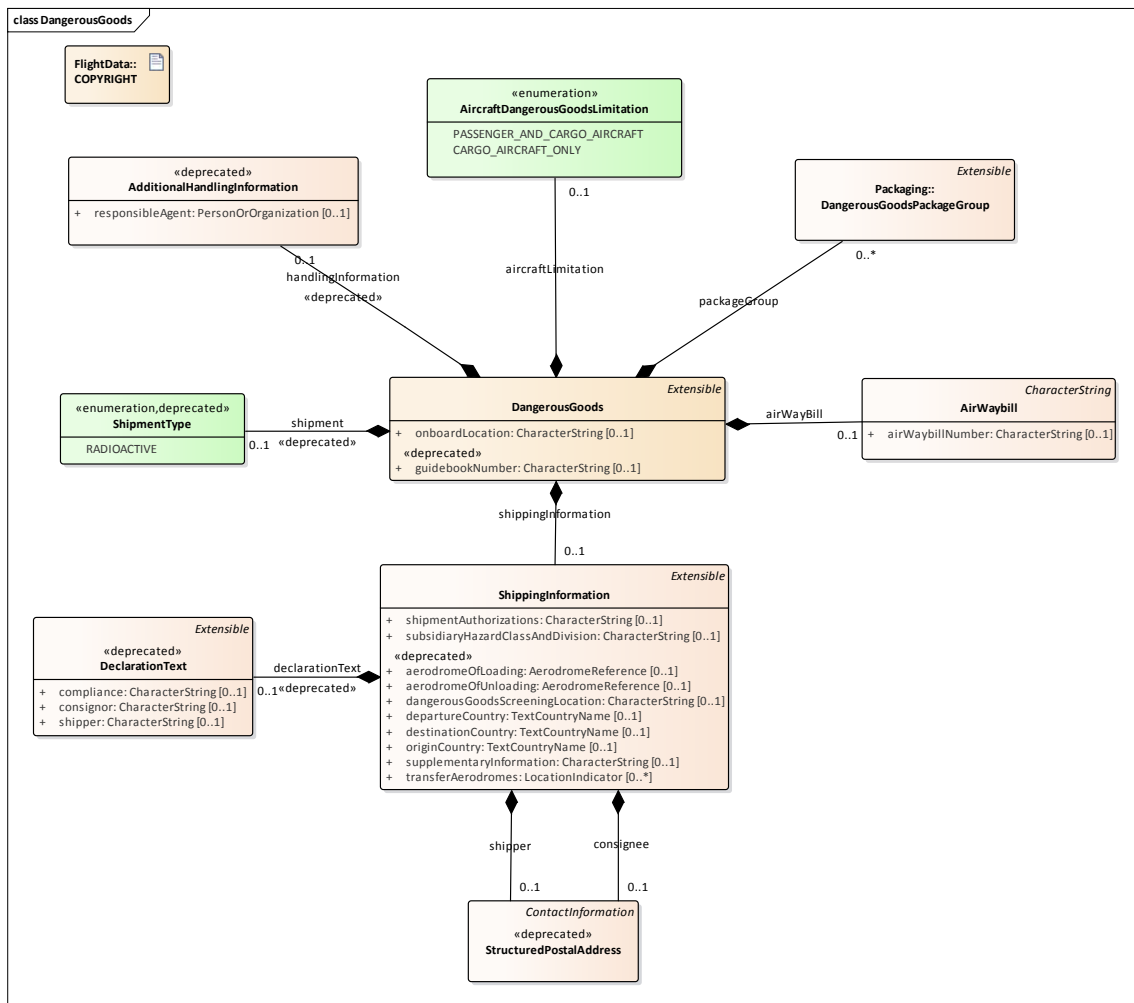 class DangerousGoods
FlightData::
COPYRIGHT
«enumeration»
AircraftDangerousGoodsLimitation
PASSENGER_AND_CARGO_AIRCRAFT
CARGO_AIRCRAFT_ONLY
«deprecated»
AdditionalHandlingInformation
+ responsibleAgent: PersonOrOrganization [0..1]
Extensible
Packaging::
DangerousGoodsPackageGroup
0..1
0..1
handlingInformation
«deprecated»
aircraftLimitation
0..*
packageGroup
«enumeration,deprecated»
ShipmentType
RADIOACTIVE
shipment
0..1
«deprecated»
Extensible
DangerousGoods
+ onboardLocation: CharacterString [0..1]
«deprecated»
+ guidebookNumber: CharacterString [0..1]
airWayBill
0..1
CharacterString
AirWaybill
+ airWaybillNumber: CharacterString [0..1]
shippingInformation
0..1
Extensible
ShippingInformation
+ shipmentAuthorizations: CharacterString [0..1]
+ subsidiaryHazardClassAndDivision: CharacterString [0..1]
«deprecated»
+ aerodromeOfLoading: AerodromeReference [0..1]
+ aerodromeOfUnloading: AerodromeReference [0..1]
+ dangerousGoodsScreeningLocation: CharacterString [0..1]
+ departureCountry: TextCountryName [0..1]
+ destinationCountry: TextCountryName [0..1]
+ originCountry: TextCountryName [0..1]
+ supplementaryInformation: CharacterString [0..1]
+ transferAerodromes: LocationIndicator [0..*]
Extensible
«deprecated»
DeclarationText
+ compliance: CharacterString [0..1]
+ consignor: CharacterString [0..1]
+ shipper: CharacterString [0..1]
declarationText
0..1
«deprecated»
shipper
consignee
0..1
0..1
ContactInformation
«deprecated»
StructuredPostalAddress